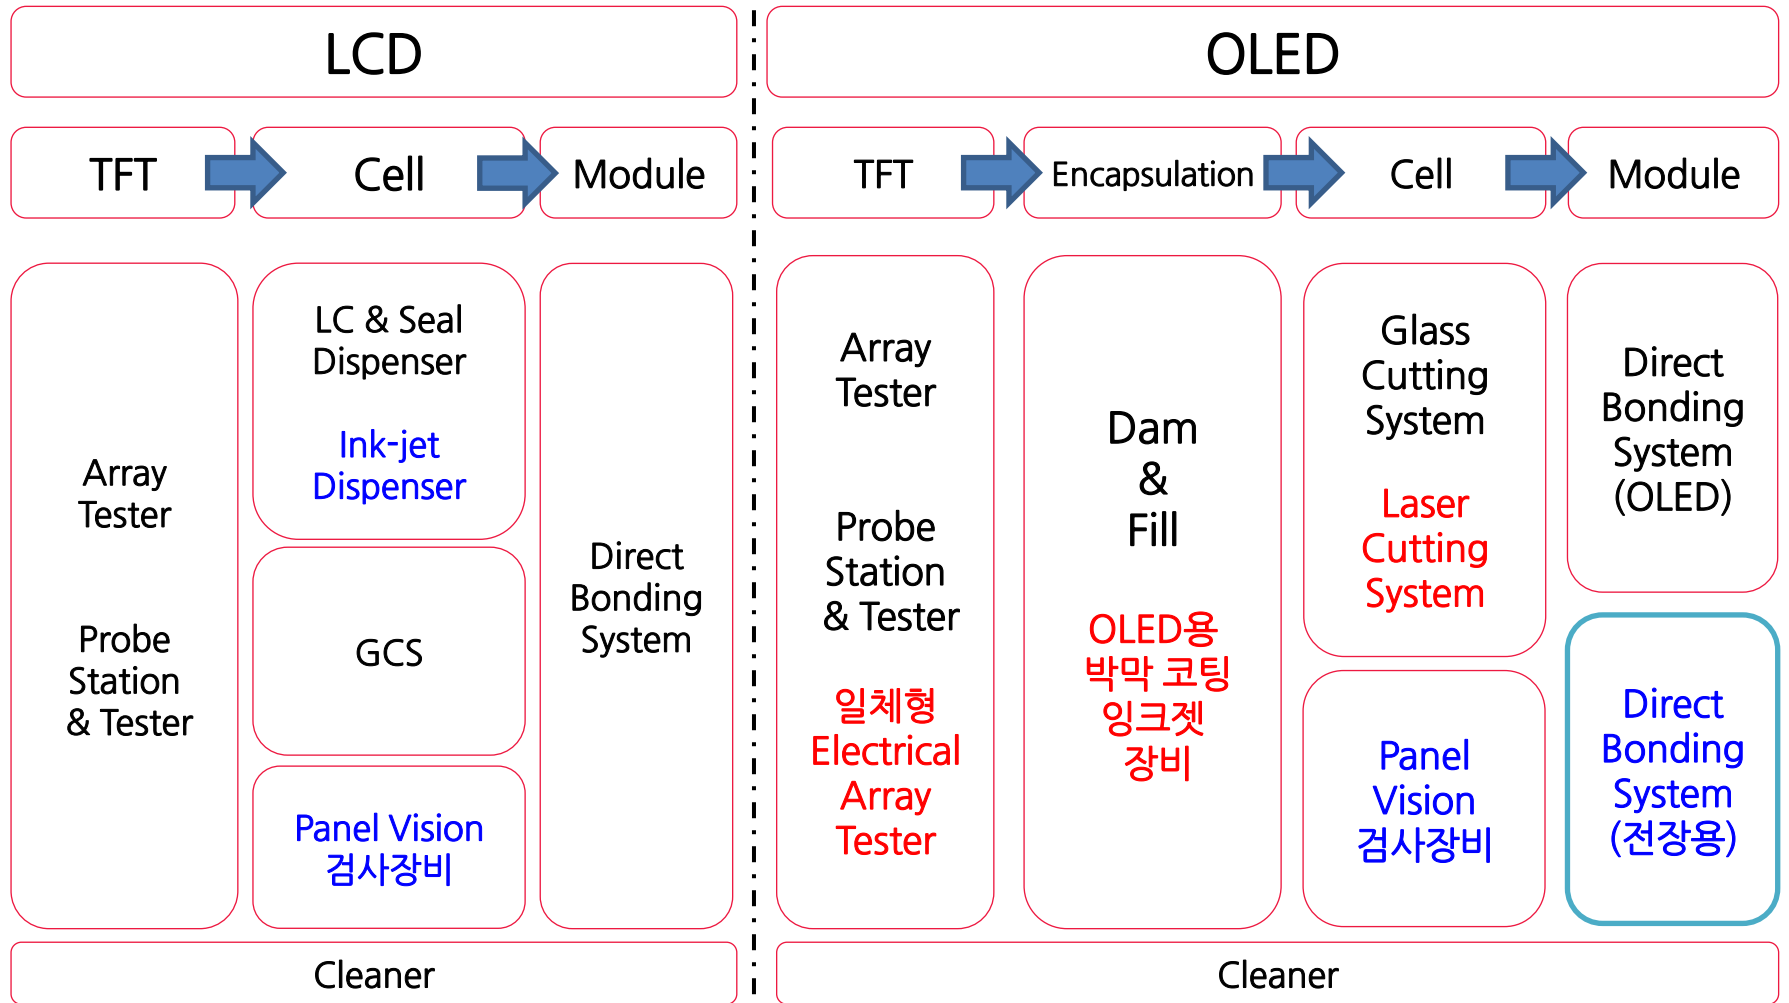 LCD
TFT
Cell
Module
Array
Tester
Probe
Station
& Tester
LC & Seal
Dispenser
Ink-jet
Dispenser
GCS
Panel Vision
검사장비
Direct
Bonding
System
Cleaner
OLED
TFT
Encapsulation
Cell
Module
Array
Tester
Probe
Station
& Tester
일체형
Electrical
Array
Tester
Dam
&
Fill
OLED용
박막 코팅
잉크젯
장비
Glass
Cutting
System
Laser
Cutting
System
Panel
Vision
검사장비
Direct
Bonding
System
(OLED)
Direct
Bonding
System
(전장용)
Cleaner